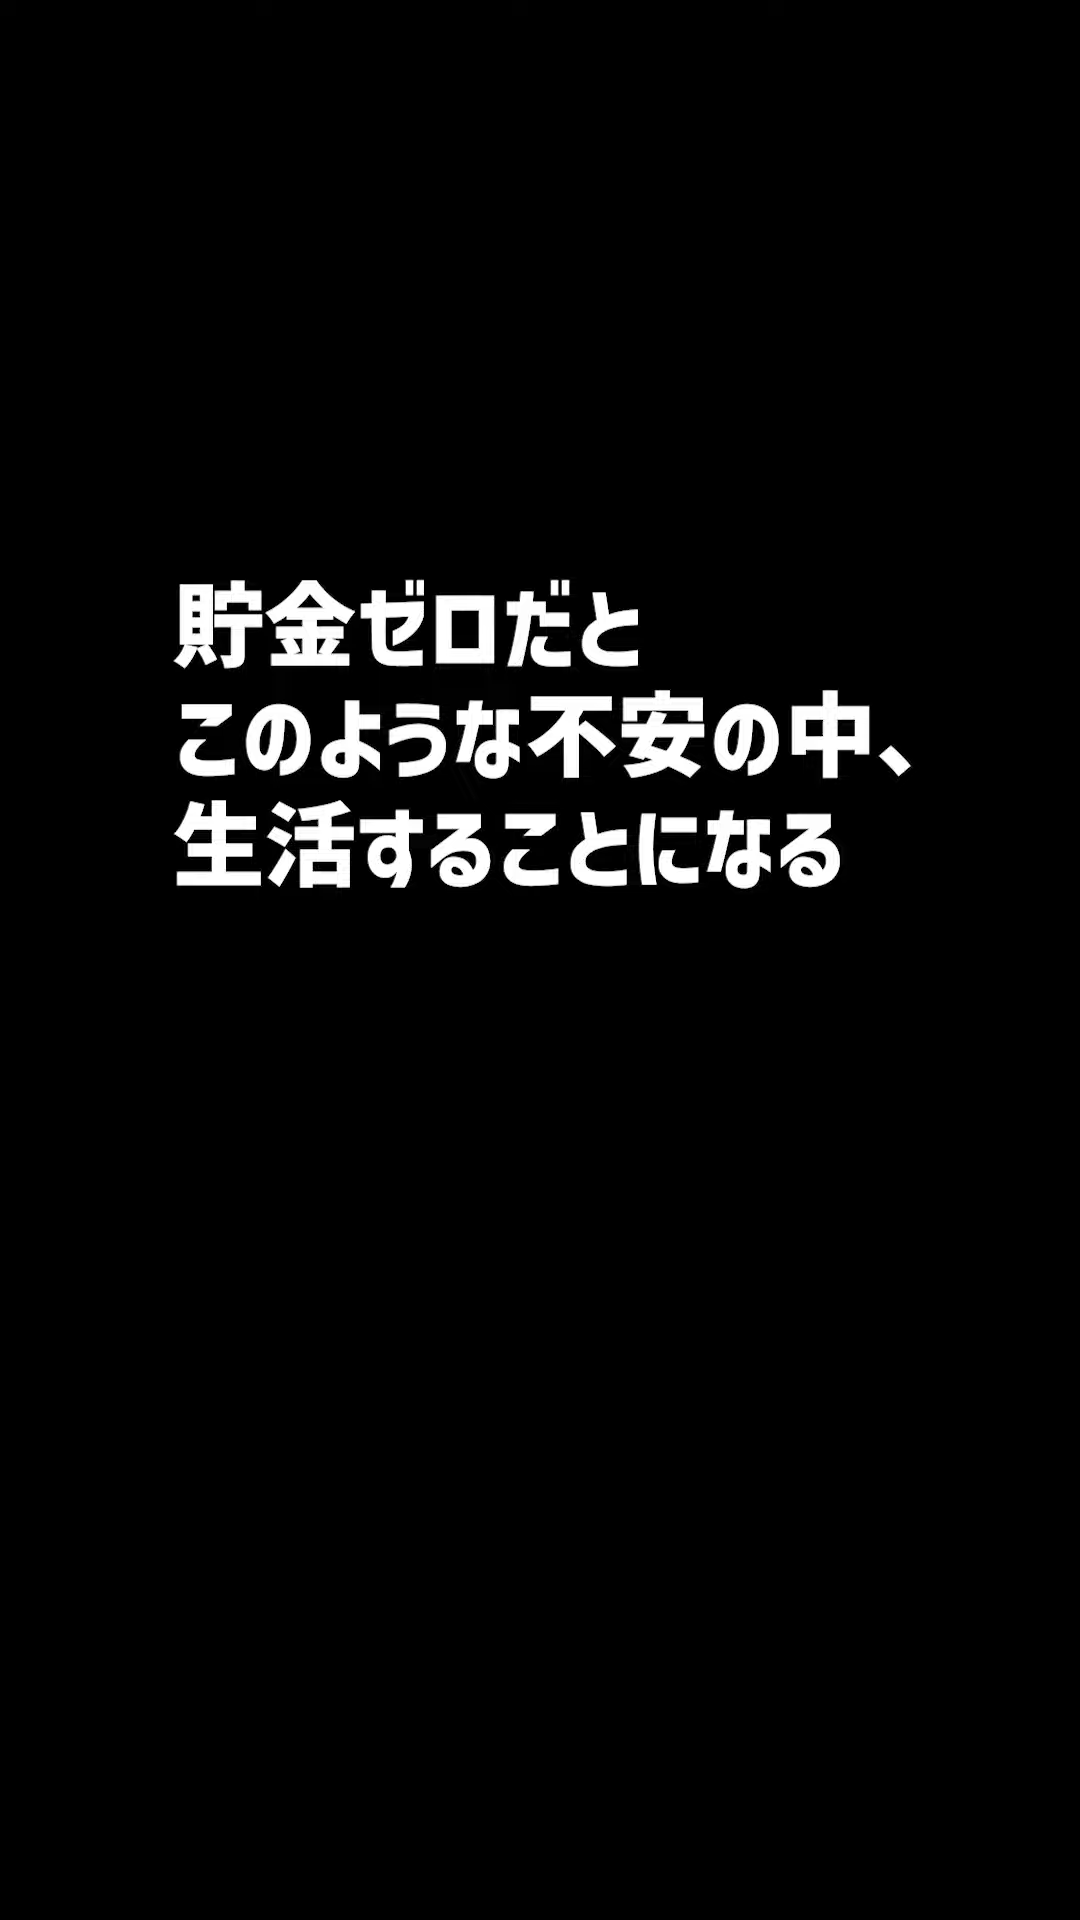 貯金ゼロだと
このような不安の中、
生活することになる